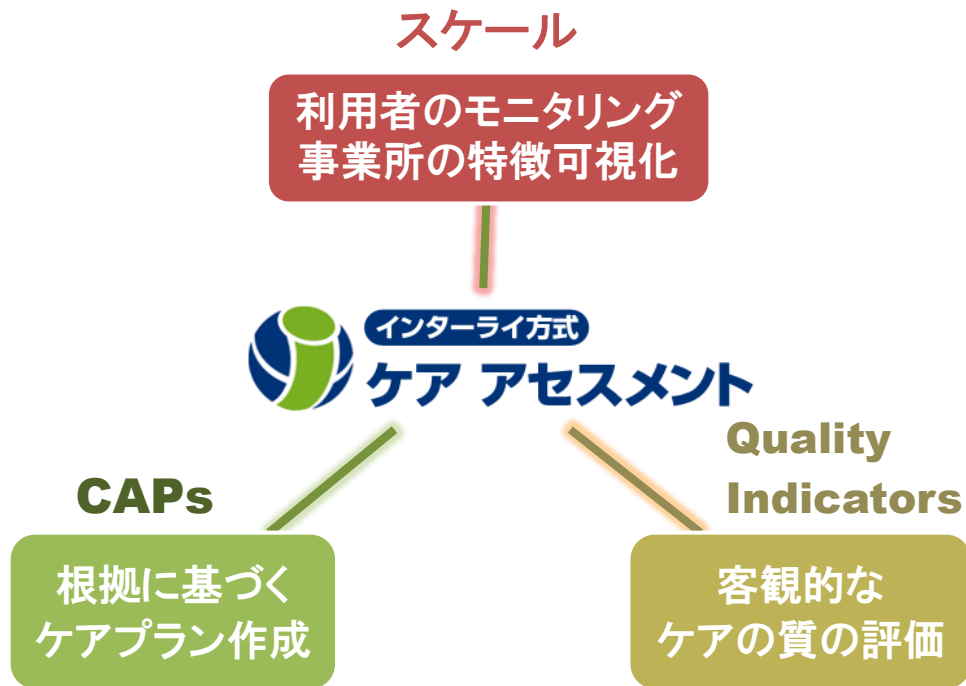 スケール
利用者のモニタリング
事業所の特徴可視化
インターライ方式
ケア アセスメント
CAPs
根拠に基づく
ケアプラン作成
Quality
Indicators
客観的な
ケアの質の評価